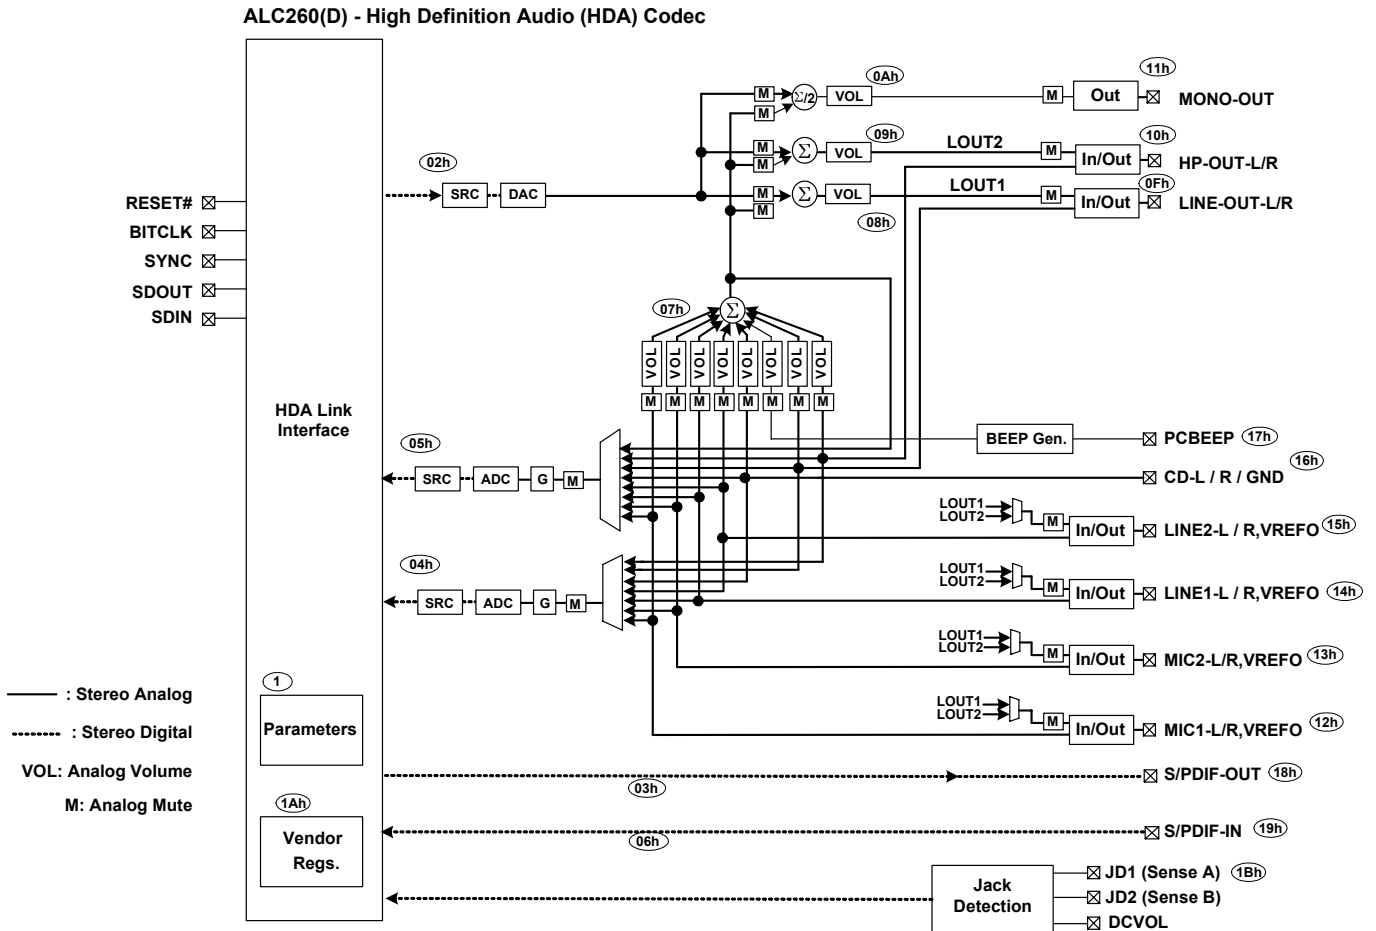 ALC260(D) - High Definition Audio (HDA) Codec
11h
0Ah
M
Σ/2
VOL
M
Out
MONO-OUT
M
09h
10h
02h
M
Σ
VOL
LOUT2
M
In/Out
HP-OUT-L/R
M
0Fh
SRC
DAC
M
Σ
VOL
LOUT1
M
In/Out
LINE-OUT-L/R
M
08h
RESET#
BITCLK
SYNC
SDOUT
SDIN
07h
Σ
VOL
VOL
VOL
VOL
VOL
VOL
VOL
VOL
M
M
M
M
M
M
M
M
HDA Link
Interface
BEEP Gen.
PCBEEP
17h
05h
16h
SRC
ADC
G
M
CD-L / R / GND
LOUT1
LOUT2
M
In/Out
LINE2-L / R,VREFO
15h
04h
LOUT1
LOUT2
SRC
ADC
G
M
M
In/Out
LINE1-L / R,VREFO
14h
LOUT1
LOUT2
M
In/Out
MIC2-L/R,VREFO
13h
1
Parameters
LOUT1
LOUT2
M
In/Out
MIC1-L/R,VREFO
12h
: Stereo Analog
: Stereo Digital
VOL: Analog Volume
M: Analog Mute
S/PDIF-OUT
18h
03h
1Ah
Vendor
Regs.
S/PDIF-IN
19h
06h
Jack
Detection
JD1 (Sense A)
1Bh
JD2 (Sense B)
DCVOL